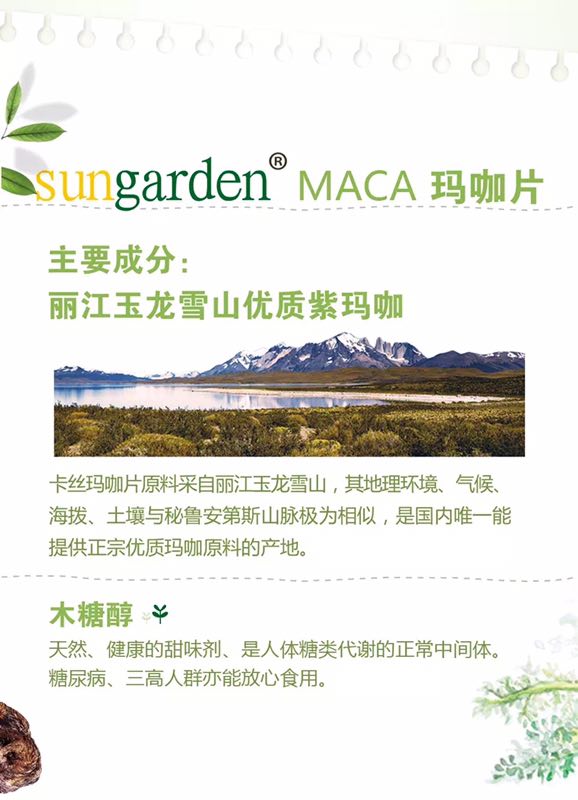 sungarden® MACA 玛咖片
主要成分：
丽江玉龙雪山优质紫玛咖
卡丝玛咖片原料采自丽江玉龙雪山，其地理环境、气候、
海拨、土壤与秘鲁安第斯山脉极为相似，是国内唯一能
提供正宗优质玛咖原料的产地。
木糖醇
天然、健康的甜味剂、是人体糖类代谢的正常中间体。
糖尿病、三高人群亦能放心食用。